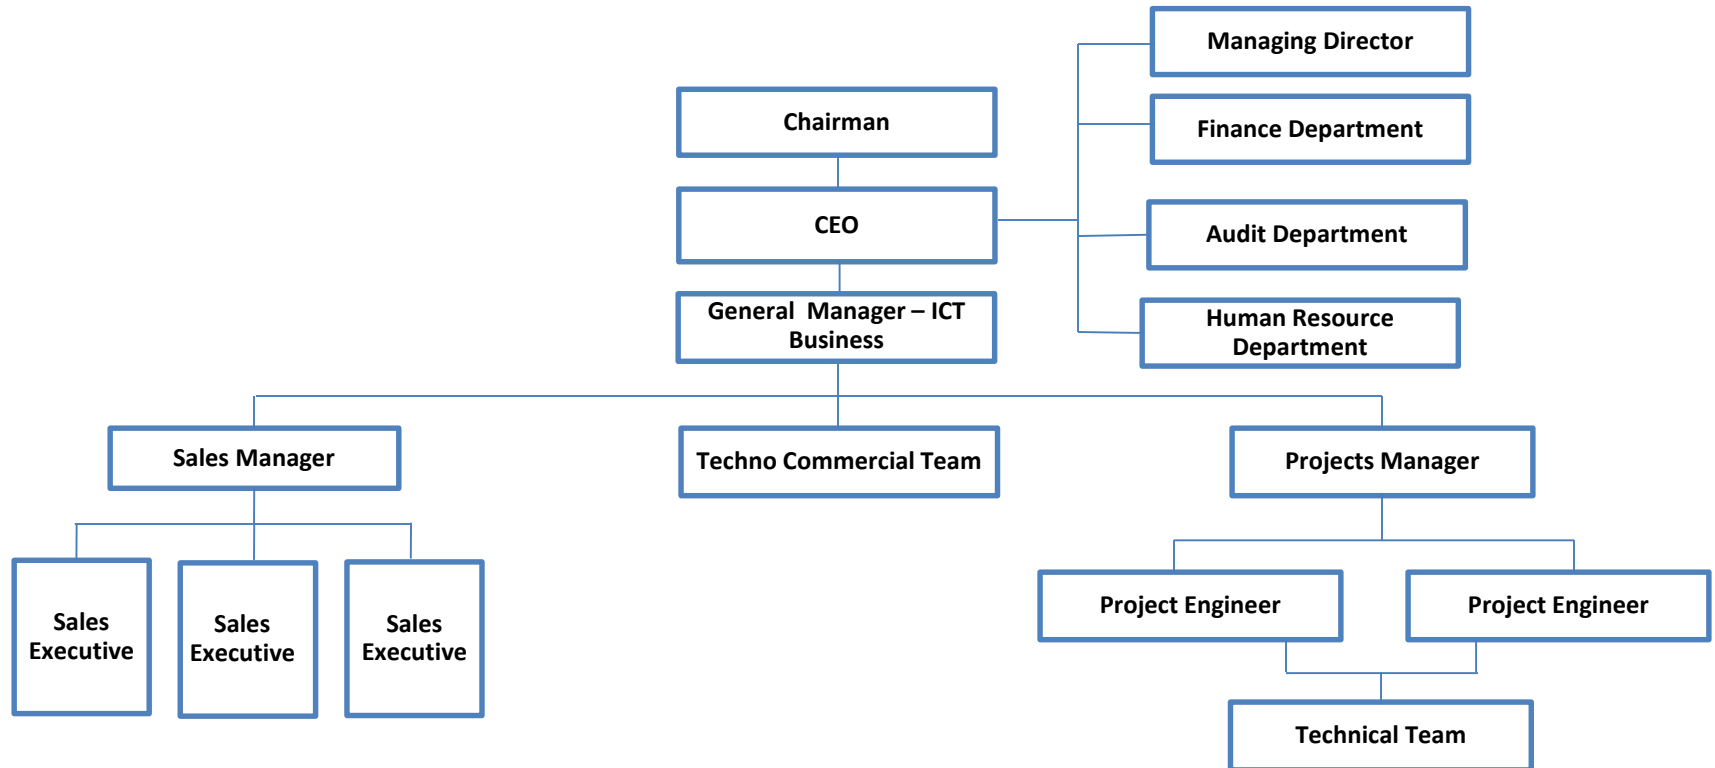 Managing Director
Chairman
Finance Department
CEO
Audit Department
General Manager – ICT
Business
Human Resource
Department
Sales Manager
Techno Commercial Team
Projects Manager
Sales
Executive
Sales
Executive
Sales
Executive
Project Engineer
Project Engineer
Technical Team